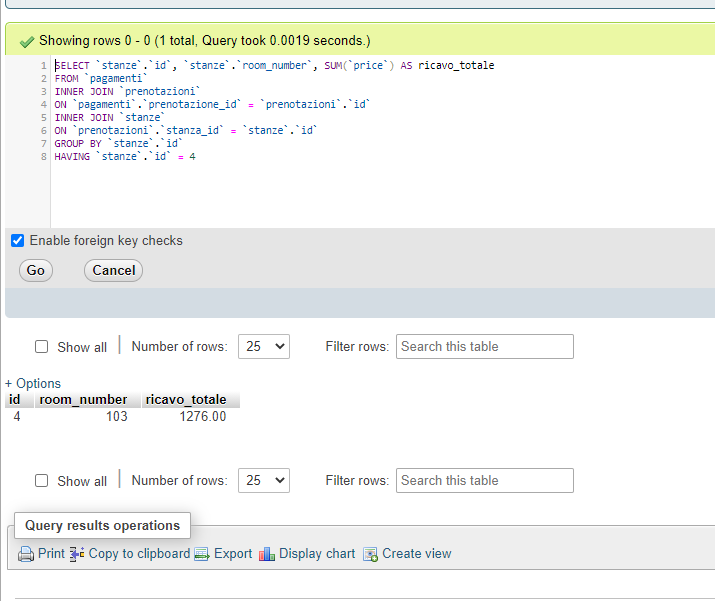 Showing rows 0 - 0 (1 total, Query took 0.0019 seconds.)
1 SELECT `stanze`.`id`, `stanze`.`room_number`, SUM(`price`) AS ricavo_totale
2 FROM `pagamenti`
3 INNER JOIN `prenotazioni`
4 ON `pagamenti`.`prenotazione_id` = `prenotazioni`.`id`
5 INNER JOIN `stanze`
6 ON `prenotazioni`.`stanza_id` = `stanze`.`id`
7 GROUP BY `stanze`.`id`
8 HAVING `stanze`.`id` = 4
Enable foreign key checks
Go Cancel
Show all Number of rows: 25 Filter rows: Search this table
+ Options
id room_number ricavo_totale
4 103 1276.00
Show all Number of rows: 25 Filter rows: Search this table
Query results operations
Print Copy to clipboard Export Display chart Create view